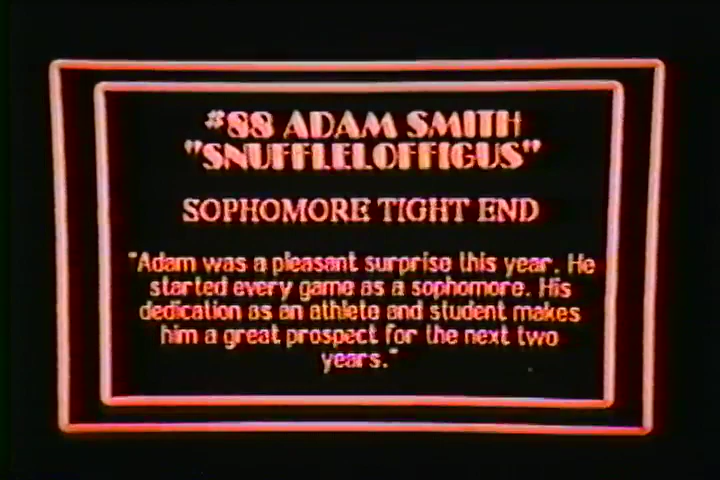 #88 ADAM SMITH
"SNUFFLELOFFIGUS"
SOPHOMORE TIGHT END
"Adam was a pleasant surprise this year. He
started every game as a sophomore. His
dedication as an athlete and student makes
him a great prospect for the next two
years."